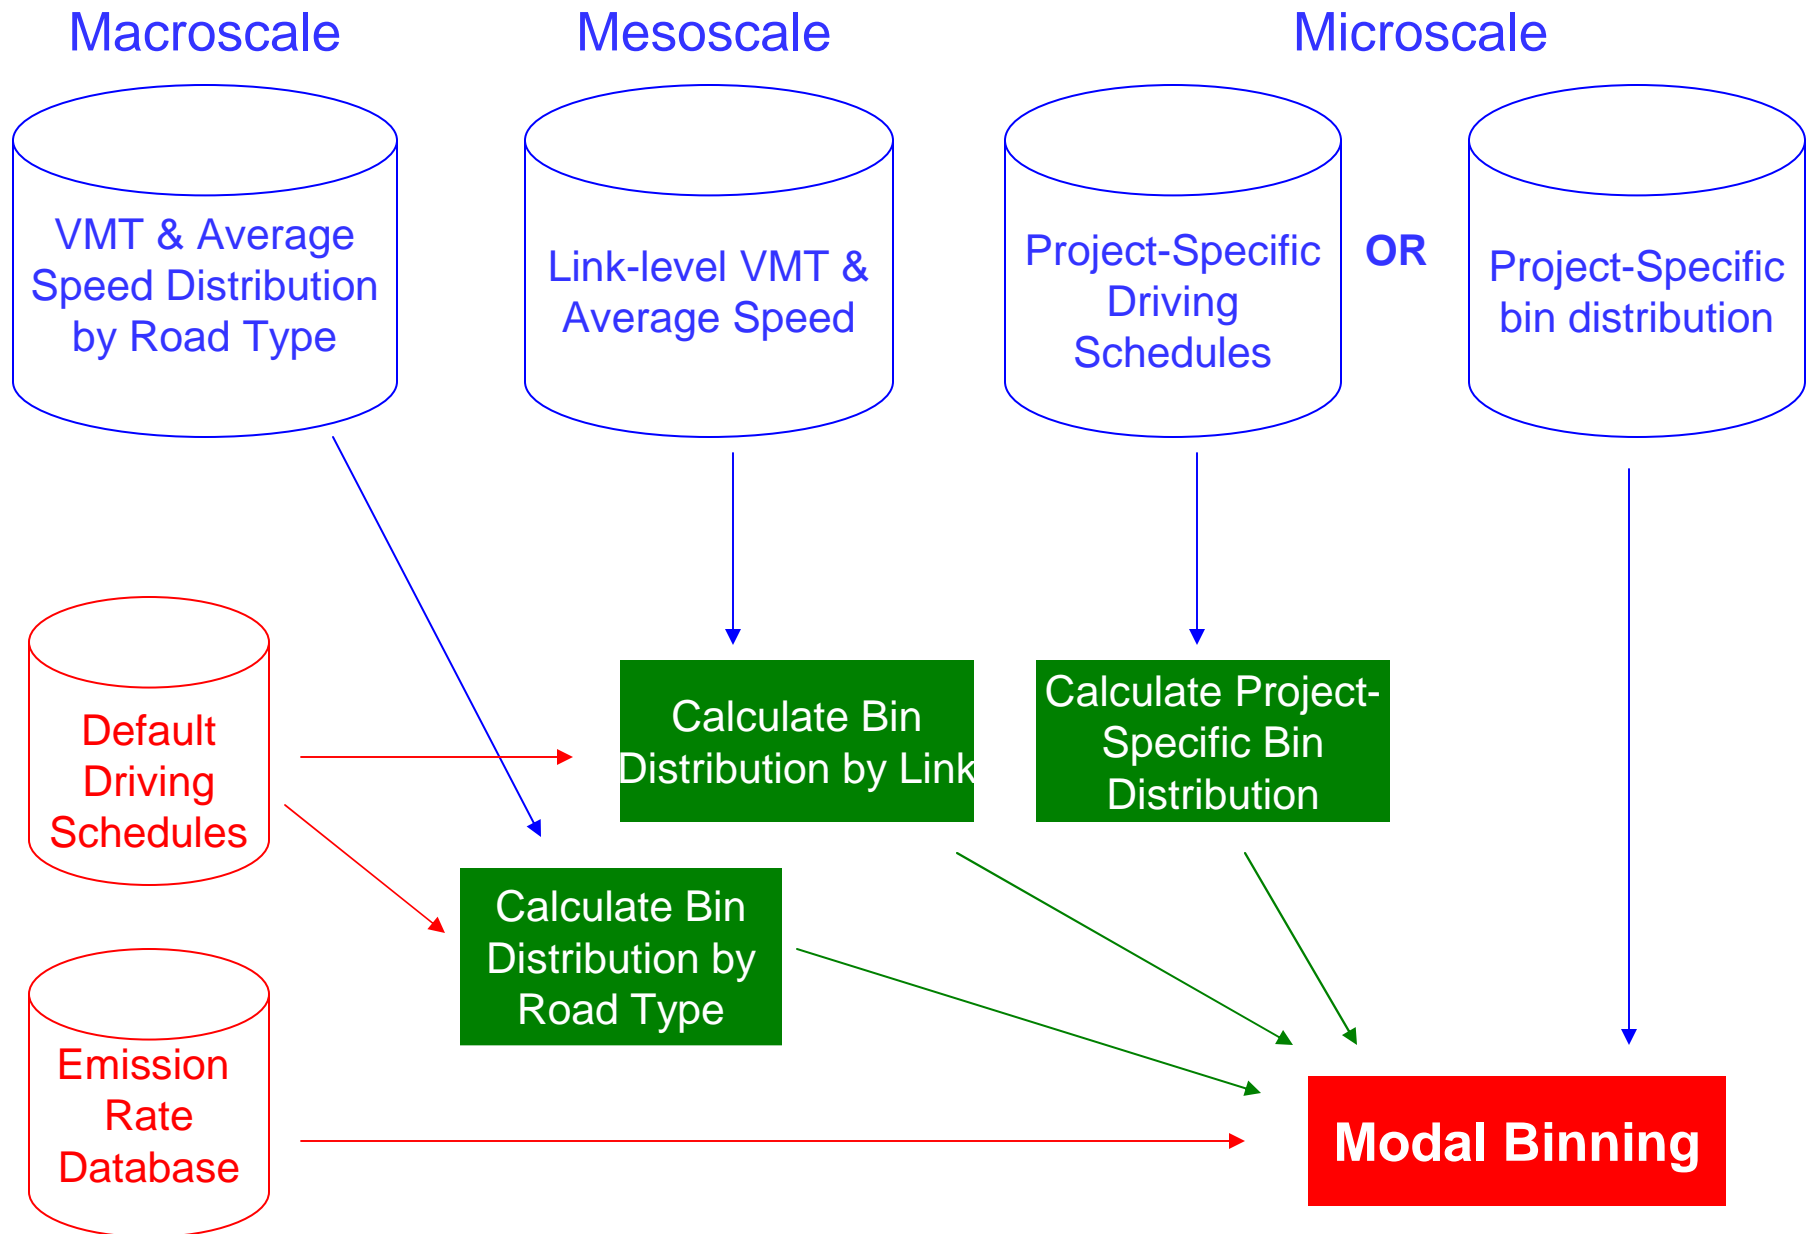 Macroscale
Mesoscale
Microscale
VMT & Average
Speed Distribution
by Road Type
Link-level VMT &
Average Speed
Project-Specific
Driving
Schedules
OR
Project-Specific
bin distribution
Default
Driving
Schedules
Calculate Bin
Distribution by Link
Calculate Project-
Specific Bin
Distribution
Calculate Bin
Distribution by
Road Type
Emission
Rate
Database
Modal Binning